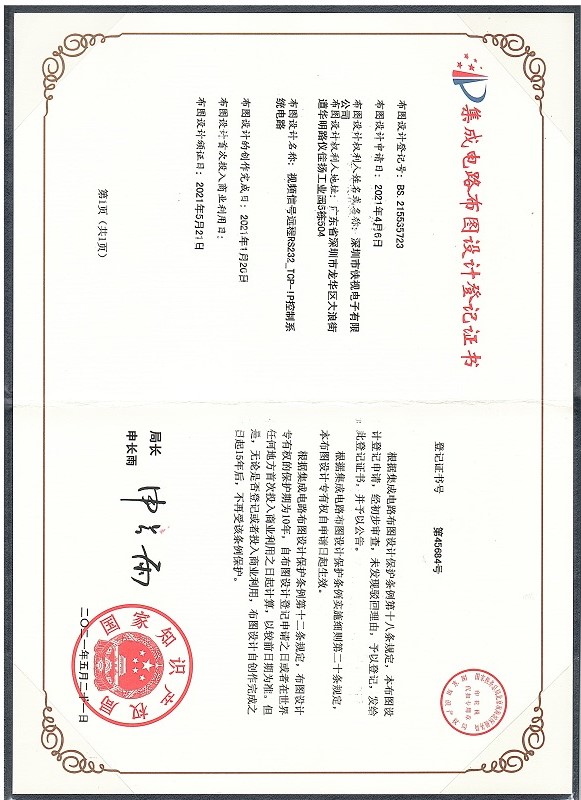 集成电路布图设计登记证书
布图设计登记号：BS. 215535723
布图设计申请日：2021年4月6日
布图设计权利人姓名或名称：深圳市侠视电子有限
公司
布图设计权利人地址：广东省深圳市龙华区大浪街
道华明路仪佳扬工业园5栋504
布图设计名称：视频信号远程RS232_TCP-IP控制系
统电路
布图设计的创作完成日：2021年1月20日
布图设计首次投入商业利用日：
布图设计颁证日：2021年5月21日
第1页（共1页）
登记证书号 第45684号
根据集成电路布图设计保护条例第十八条规定，本布图设
计登记申请，经初步审查，未发现驳回理由，予以登记，发给
此登记证书，并予以公告。
根据集成电路布图设计保护条例实施细则第二十条规定，
本布图设计专有权自申请日起生效。
根据集成电路布图设计保护条例第十二条规定，布图设计
专有权的保护期为10年，自布图设计登记申请之日或者在世界
任何地方首次投入商业利用之日起计算，以较前日期为准。但
是，无论是否登记或者投入商业利用，布图设计自创作完成之
日起15年后，不再受该条例保护。
局长
申长雨
申长雨
国家知识产权局
二〇二一年五月二十一日